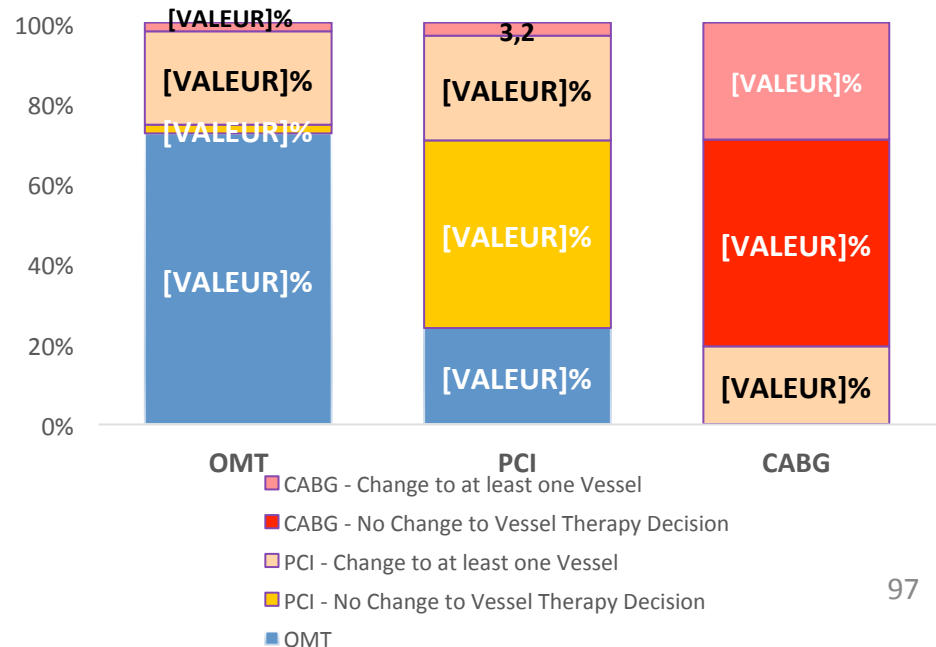 100%
80%
60%
40%
20%
0%
[VALEUR]%
[VALEUR]%
[VALEUR]%
[VALEUR]%
3,2
[VALEUR]%
[VALEUR]%
[VALEUR]%
[VALEUR]%
[VALEUR]%
[VALEUR]%
OMT PCI CABG
CABG - Change to at least one Vessel
CABG - No Change to Vessel Therapy Decision
PCI - Change to at least one Vessel
PCI - No Change to Vessel Therapy Decision
OMT
97